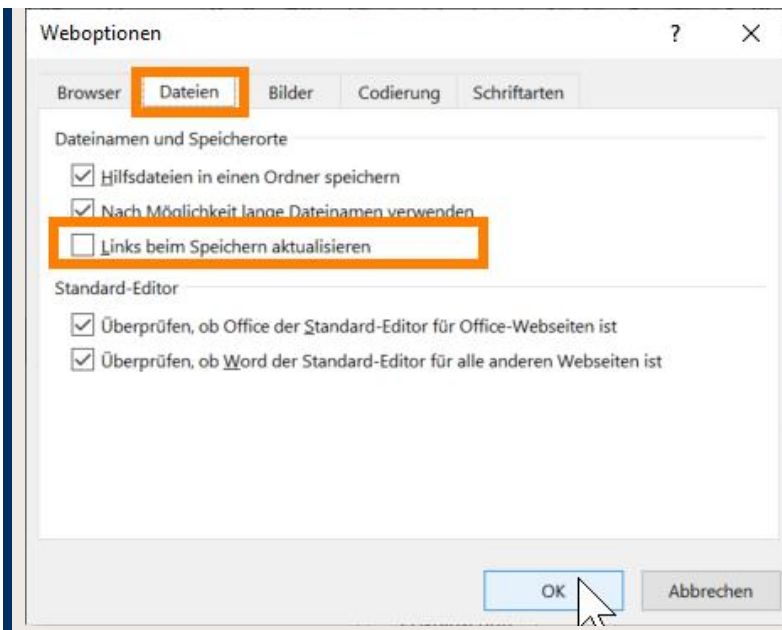 Weboptionen ?
Browser Dateien Bilder Codierung Schriftarten
Dateinamen und Speicherorte
Hilfsdateien in einen Ordner speichern
Nach Möglichkeit lange Dateinamen verwenden
Links beim Speichern aktualisieren
Standard-Editor
Überprüfen, ob Office der Standard-Editor für Office-Webseiten ist
Überprüfen, ob Word der Standard-Editor für alle anderen Webseiten ist
OK Abbrechen